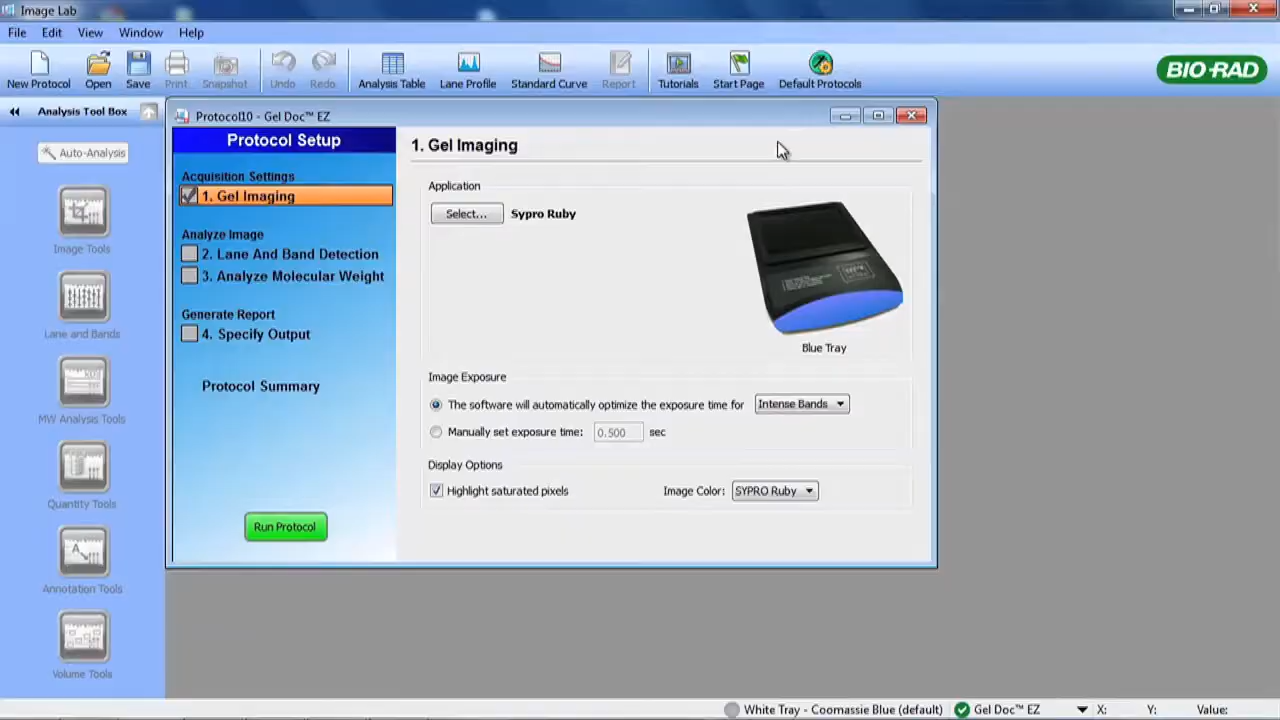 Image Lab
File Edit View Window Help
New Protocol Open Save Print Snapshot Undo Redo Analysis Table Lane Profile Standard Curve Report Tutorials Start Page Default Protocols
BIO-RAD
Analysis Tool Box
Auto-Analysis
Image Tools
Lane and Bands
MW Analysis Tools
Quantity Tools
Annotation Tools
Volume Tools
Protocol10 - Gel Doc™ EZ
Protocol Setup
Acquisition Settings
1. Gel Imaging
Analyze Image
2. Lane And Band Detection
3. Analyze Molecular Weight
Generate Report
4. Specify Output
Protocol Summary
Run Protocol
1. Gel Imaging
Application
Select... Sypro Ruby
Blue Tray
Image Exposure
The software will automatically optimize the exposure time for Intense Bands
Manually set exposure time: 0.500 sec
Display Options
Highlight saturated pixels Image Color: SYPRO Ruby
White Tray - Coomassie Blue (default) Gel Doc™ EZ X: Y: Value: